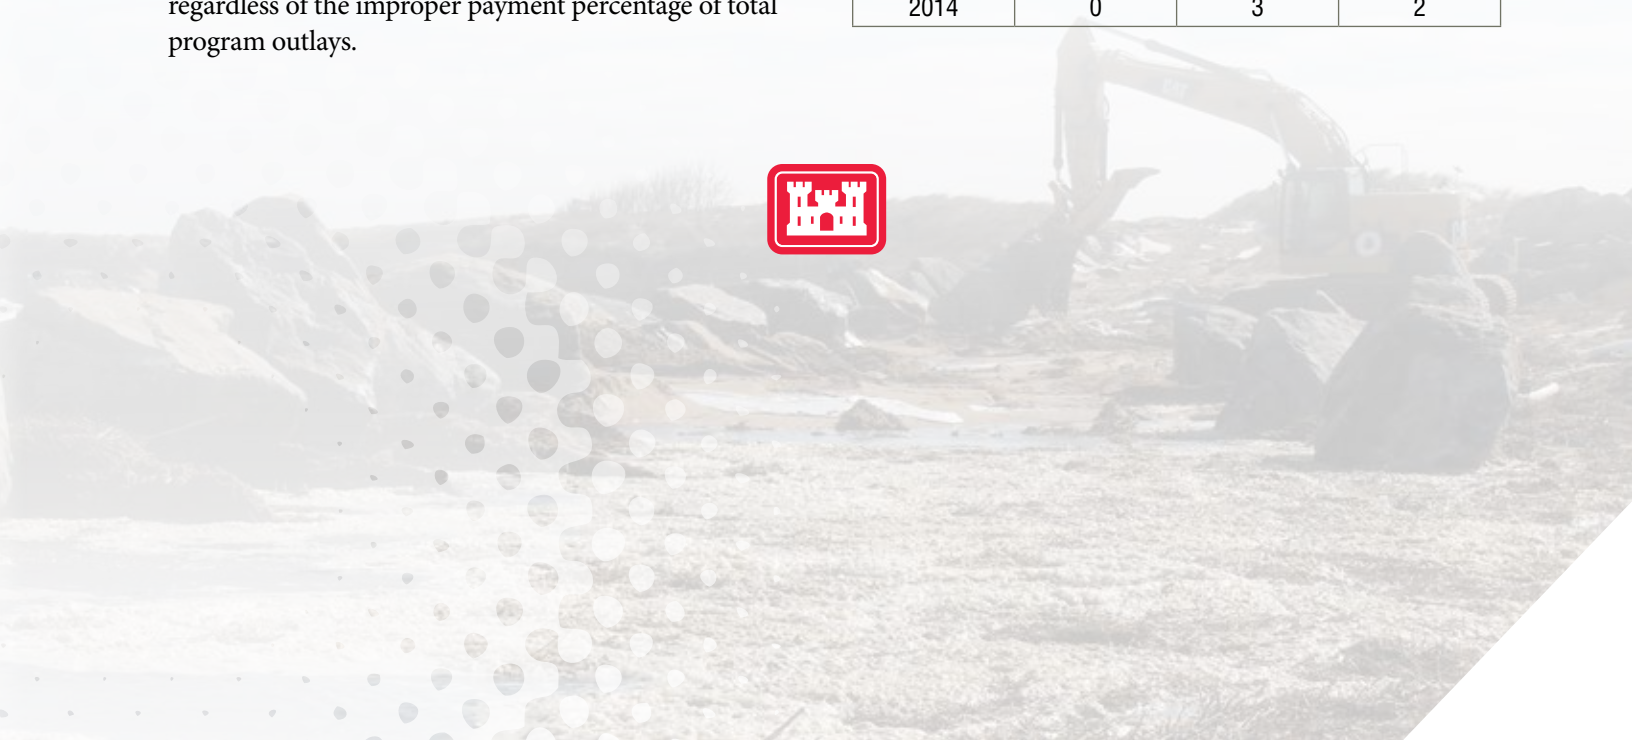 regardless of the improper payment percentage of total
program outlays.
2014 0 3 2